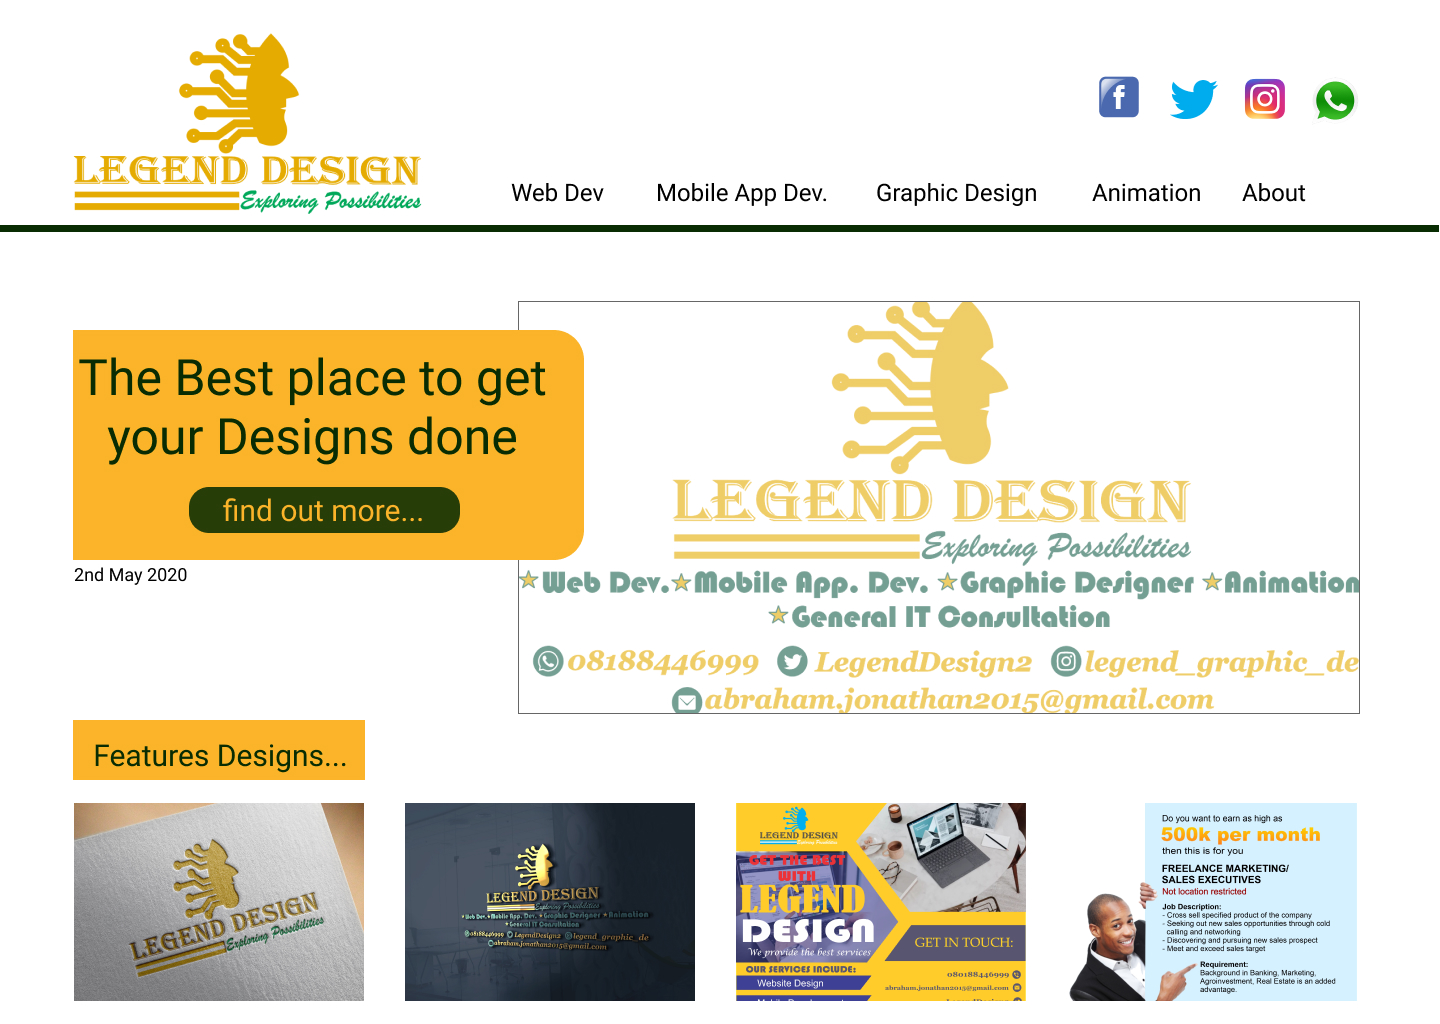 LEGEND DESIGN
Exploring Possibilities
Web Dev Mobile App Dev. Graphic Design Animation About
The Best place to get
your Designs done
find out more...
2nd May 2020
LEGEND DESIGN
Exploring Possibilities
Web Dev. Mobile App. Dev. Graphic Designer Animation
General IT Consultation
08188446999 LegendDesign2 legend_graphic_de
abraham.jonathan2015@gmail.com
Features Designs...
LEGEND DESIGN
Exploring Possibilities
LEGEND DESIGN
Exploring Possibilities
Web Dev. Mobile App. Dev. Graphic Designer Animation
General IT Consultation
08188446999 LegendDesign2 legend_graphic_de
abraham.jonathan2015@gmail.com
LEGEND DESIGN
Exploring Possibilities
GET THE BEST
WITH
LEGEND
DESIGN
We provide the best services
OUR SERVICES INCLUDE:
Website Design
GET IN TOUCH:
080188446999
abraham.jonathan2015@gmail.com
Do you want to earn as high as
500k per month
then this is for you
FREELANCE MARKETING/
SALES EXECUTIVES
Not location restricted
Job Description:
- Cross sell specified product of the company
- Seeking out new sales opportunities through cold
calling and networking
- Discovering and pursuing new sales prospect
- Meet and exceed sales target
Requirement:
Background in Banking, Marketing,
Agroinvestment, Real Estate is an added
advantage.